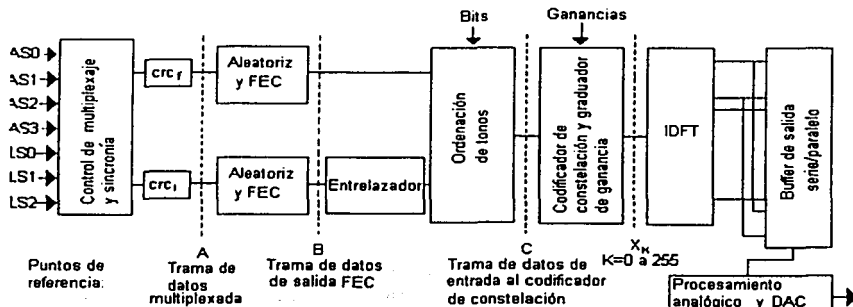 Bits
Ganancias
AS0
AS1
AS2
AS3
LS0
LS1
LS2
Control de multiplexaje
y sincronía
crc f
crc i
Aleatoriz
y FEC
Aleatoriz
y FEC
Entrelazador
Ordenación
de tonos
Codificador de
constelación y graduador
de ganancia
IDFT
Buffer de salida
serie/paralelo
A
B
C
X K
K=0 a 255
Puntos de
referencia:
Trama de
datos
multiplexada
Trama de datos
de salida FEC
Trama de datos de
entrada al codificador
de constelación
Procesamiento
analógico y DAC